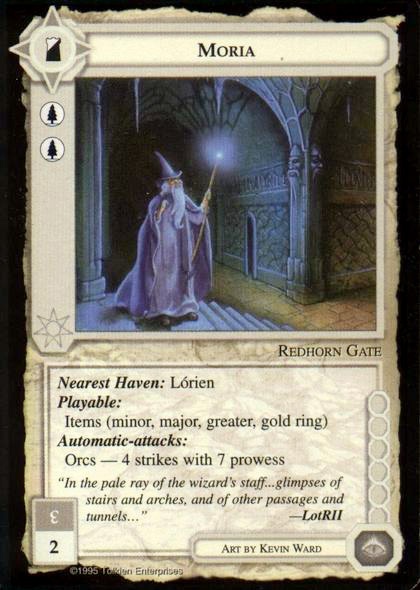 MORIA
REDHORN GATE
Nearest Haven: Lórien
Playable:
Items (minor, major, greater, gold ring)
Automatic-attacks:
Orcs — 4 strikes with 7 prowess
"In the pale ray of the wizard's staff...glimpses of
stairs and arches, and of other passages and
tunnels..." —LotRII
2
ART BY KEVIN WARD
©1995 Tolkien Enterprises